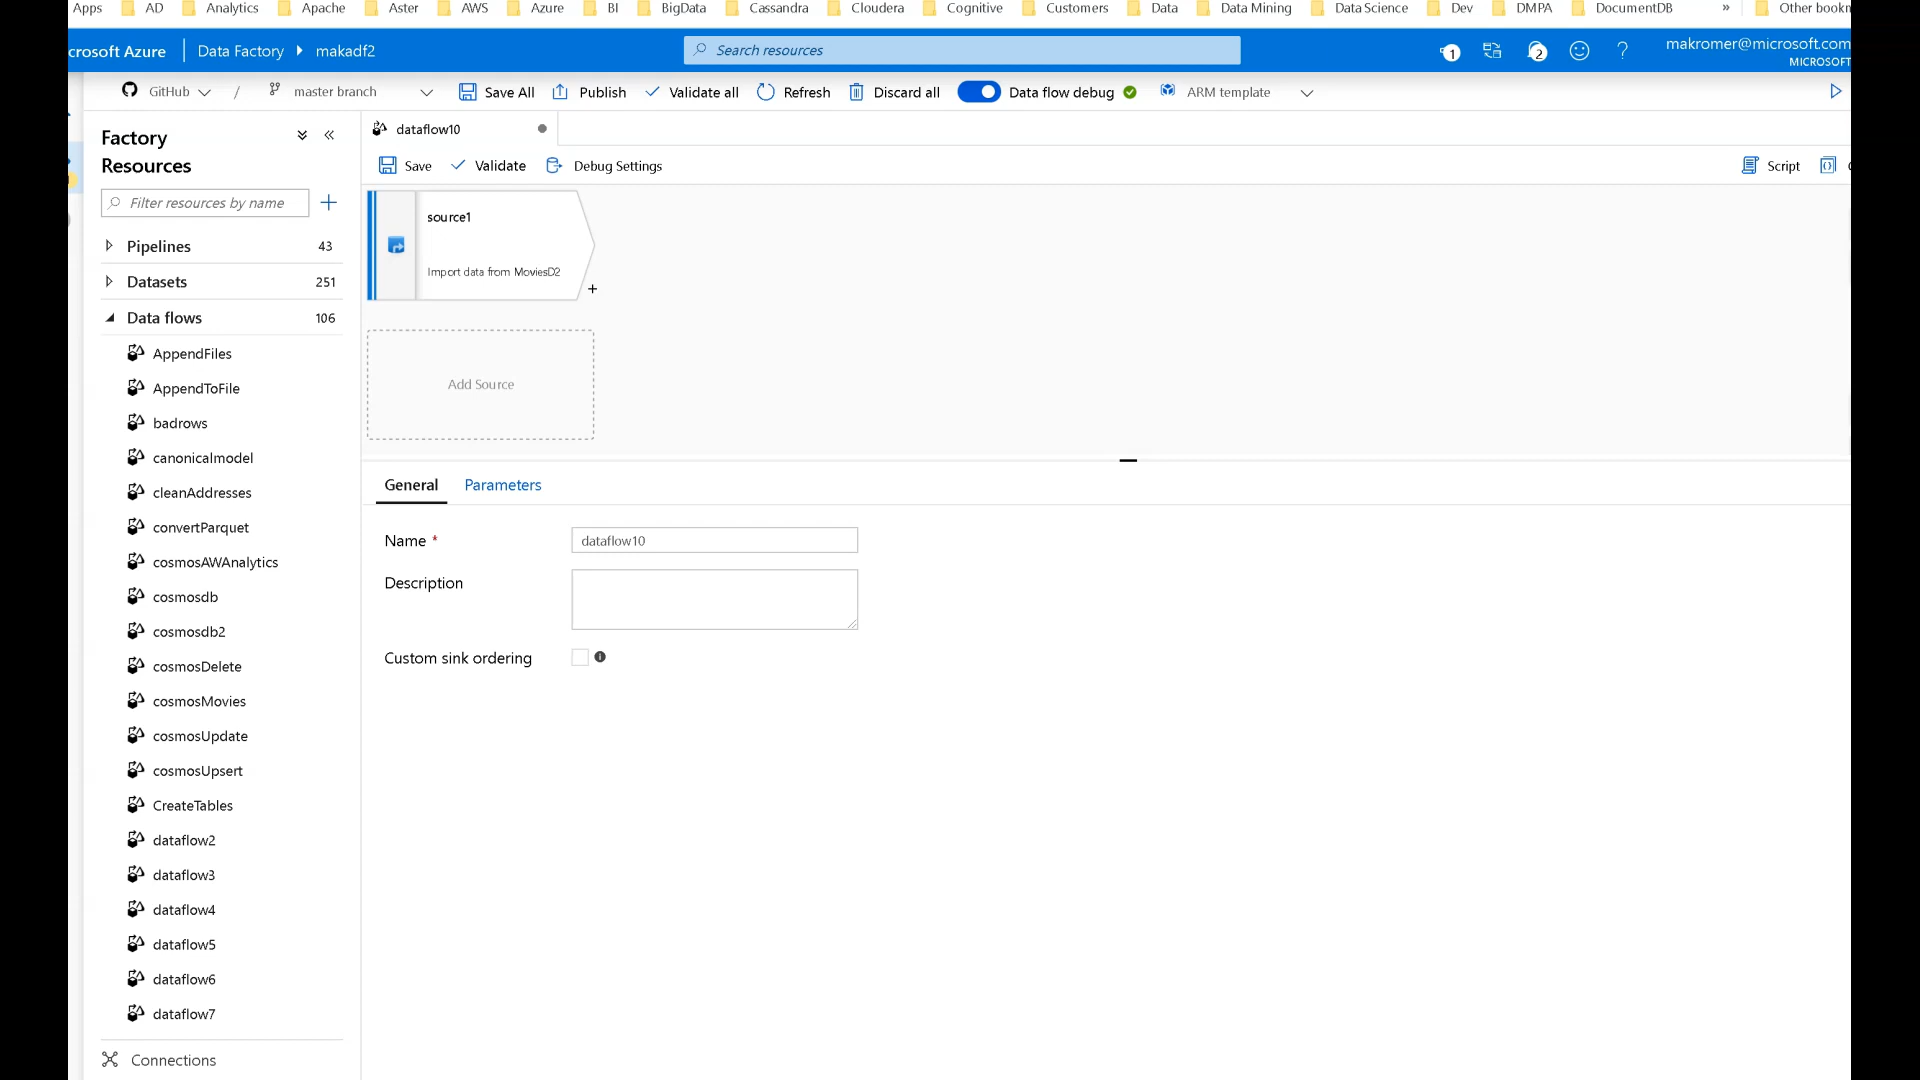 Apps AD Analytics Apache Aster AWS Azure BI BigData Cassandra Cloudera Cognitive Customers Data Data Mining Data Science Dev DMPA DocumentDB » Other bookn
crosoft Azure Data Factory makadf2 Search resources 1 2 ? makromer@microsoft.com
MICROSOFT
GitHub / master branch Save All Publish Validate all Refresh Discard all Data flow debug ARM template
Factory
Resources
dataflow10
Save Validate Debug Settings Script
Filter resources by name
source1
Import data from MoviesD2
+
Add Source
Pipelines 43
Datasets 251
Data flows 106
AppendFiles
AppendToFile
badrows
canonicalmodel
cleanAddresses
convertParquet
cosmosAWAnalytics
cosmosdb
cosmosdb2
cosmosDelete
cosmosMovies
cosmosUpdate
cosmosUpsert
CreateTables
dataflow2
dataflow3
dataflow4
dataflow5
dataflow6
dataflow7
Connections
General Parameters
Name * dataflow10
Description
Custom sink ordering